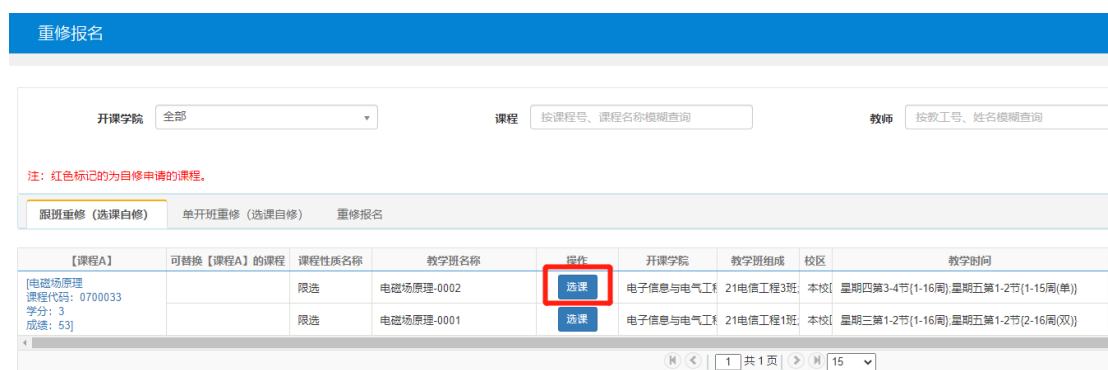 重修报名
开课学院 全部 课程 按课程号、课程名称模糊查询 教师 按教工号、姓名模糊查询
注：红色标记的为自修申请的课程。
跟班重修（选课自修） 单开班重修（选课自修） 重修报名
【课程A】 可替换【课程A】的课程 课程性质名称 教学班名称 操作 开课学院 教学班组成 校区 教学时间
[电磁场原理
课程代码：0700033
学分：3
成绩：53]
限选 电磁场原理-0002 选课 电子信息与电气工程 21电信工程3班; 本校区 星期四第3-4节{1-16周};星期五第1-2节{1-15周(单)}
限选 电磁场原理-0001 选课 电子信息与电气工程 21电信工程1班; 本校区 星期三第1-2节{1-16周};星期五第1-2节{2-16周(双)}
1 共1页 15